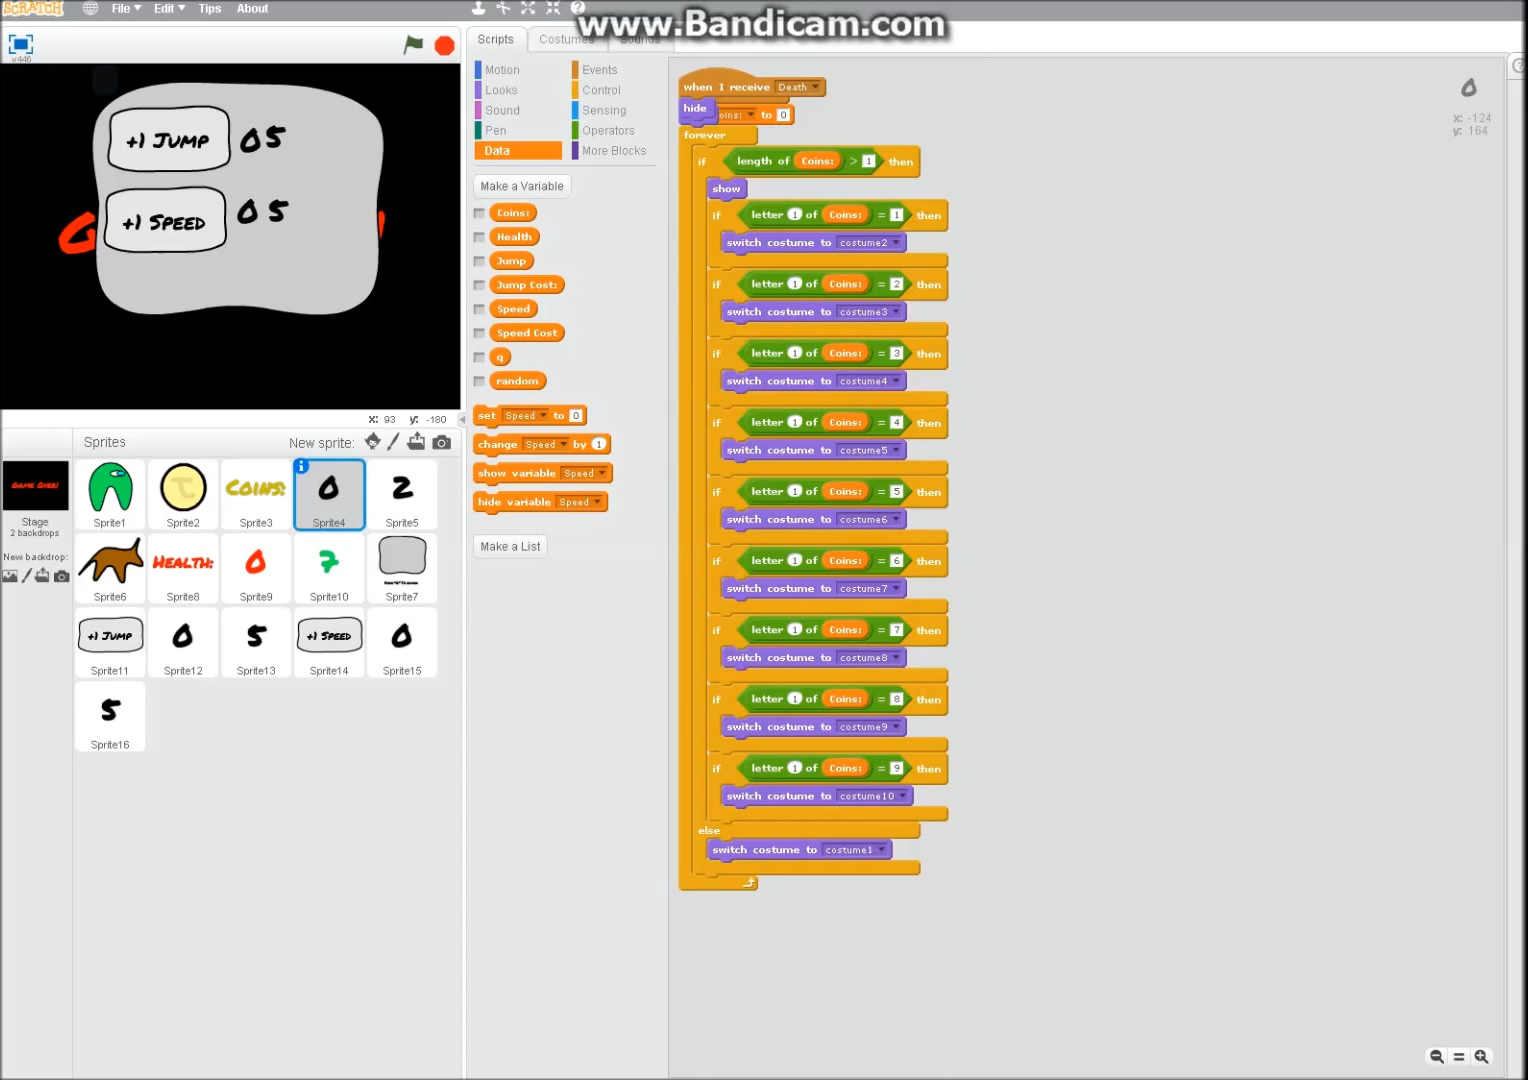 SCRATCH File Edit Tips About
www.Bandicam.com
v446
Scripts Costumes Sounds
Motion Events
Looks Control
Sound Sensing
Pen Operators
Data More Blocks
Make a Variable
Coins:
Health
Jump
Jump Cost:
Speed
Speed Cost
q
random
set Speed to 0
change Speed by 1
show variable Speed
hide variable Speed
Make a List
+1 Jump 05
+1 Speed 05
G
x: 93 y: -180
Sprites New sprite:
Game Over!
Stage
2 backdrops
New backdrop:
Coins: 0 2
Sprite1 Sprite2 Sprite3 Sprite4 Sprite5
Health: 0 7
Sprite6 Sprite8 Sprite9 Sprite10 Sprite7
+1 Jump 0 5 +1 Speed 0
Sprite11 Sprite12 Sprite13 Sprite14 Sprite15
5
Sprite16
when I receive Death
hide
oins: to 0
forever
if length of Coins: > 1 then
show
if letter 1 of Coins: = 1 then
switch costume to costume2
if letter 1 of Coins: = 2 then
switch costume to costume3
if letter 1 of Coins: = 3 then
switch costume to costume4
if letter 1 of Coins: = 4 then
switch costume to costume5
if letter 1 of Coins: = 5 then
switch costume to costume6
if letter 1 of Coins: = 6 then
switch costume to costume7
if letter 1 of Coins: = 7 then
switch costume to costume8
if letter 1 of Coins: = 8 then
switch costume to costume9
if letter 1 of Coins: = 9 then
switch costume to costume10
else
switch costume to costume1
0
x: -124
y: 164